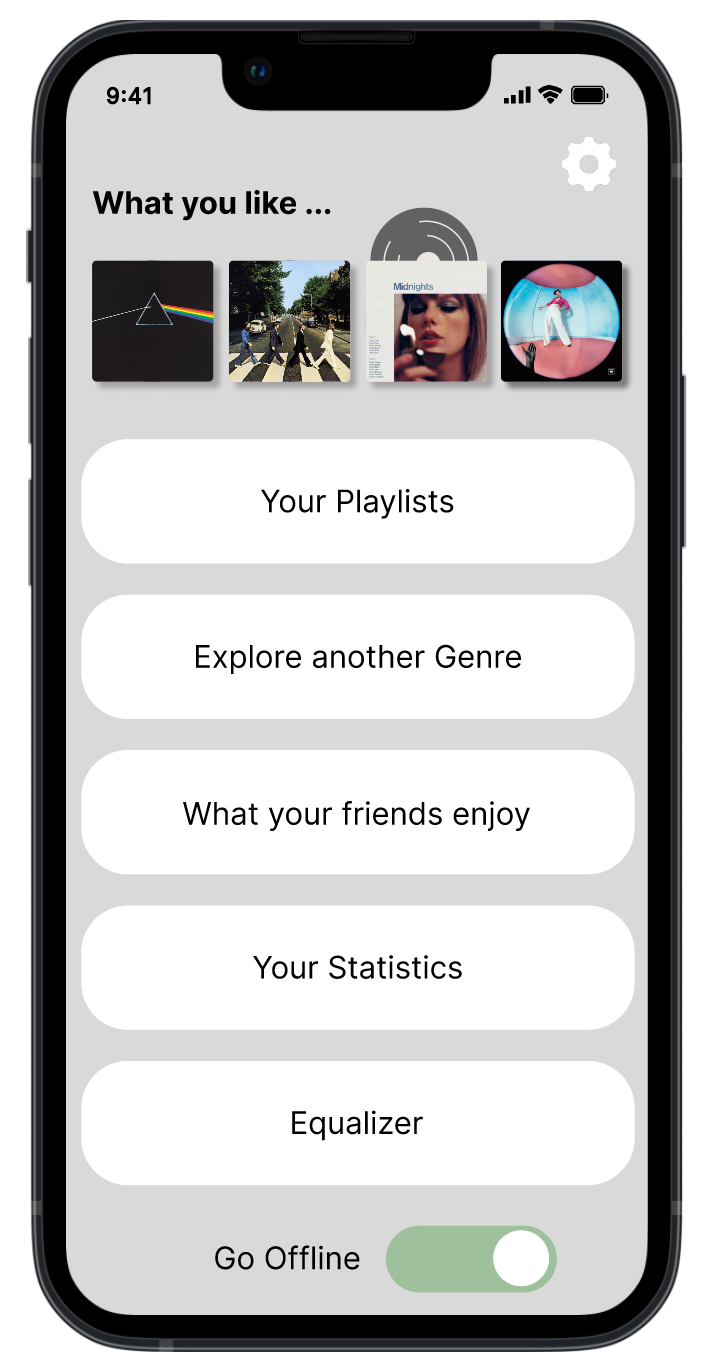 9:41
What you like ...
Midnights
Your Playlists
Explore another Genre
What your friends enjoy
Your Statistics
Equalizer
Go Offline